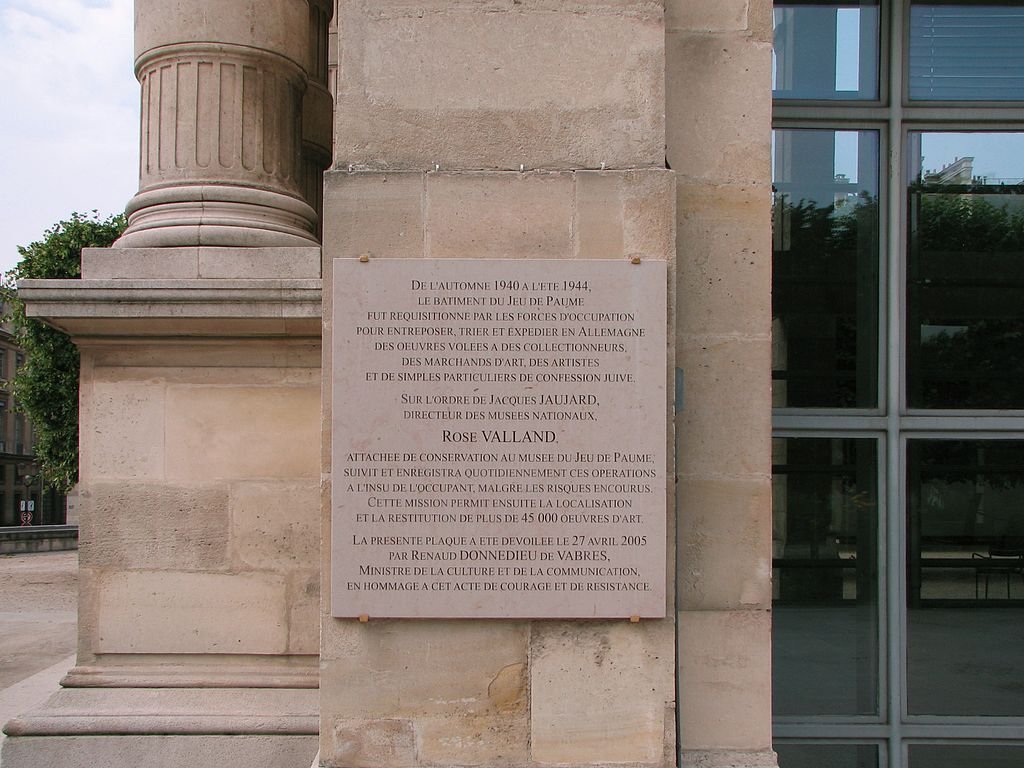 DE L'AUTOMNE 1940 A L'ETE 1944,
LE BATIMENT DU JEU DE PAUME
FUT REQUISITIONNE PAR LES FORCES D'OCCUPATION
POUR ENTREPOSER, TRIER ET EXPEDIER EN ALLEMAGNE
DES OEUVRES VOLEES A DES COLLECTIONNEURS,
DES MARCHANDS D'ART, DES ARTISTES
ET DE SIMPLES PARTICULIERS DE CONFESSION JUIVE.
SUR L'ORDRE DE JACQUES JAUJARD,
DIRECTEUR DES MUSEES NATIONAUX,
ROSE VALLAND,
ATTACHEE DE CONSERVATION AU MUSEE DU JEU DE PAUME,
SUIVIT ET ENREGISTRA QUOTIDIENNEMENT CES OPERATIONS
A L'INSU DE L'OCCUPANT, MALGRE LES RISQUES ENCOURUS.
CETTE MISSION PERMIT ENSUITE LA LOCALISATION
ET LA RESTITUTION DE PLUS DE 45 000 OEUVRES D'ART.
LA PRESENTE PLAQUE A ETE DEVOILEE LE 27 AVRIL 2005
PAR RENAUD DONNEDIEU DE VABRES,
MINISTRE DE LA CULTURE ET DE LA COMMUNICATION,
EN HOMMAGE A CET ACTE DE COURAGE ET DE RESISTANCE.